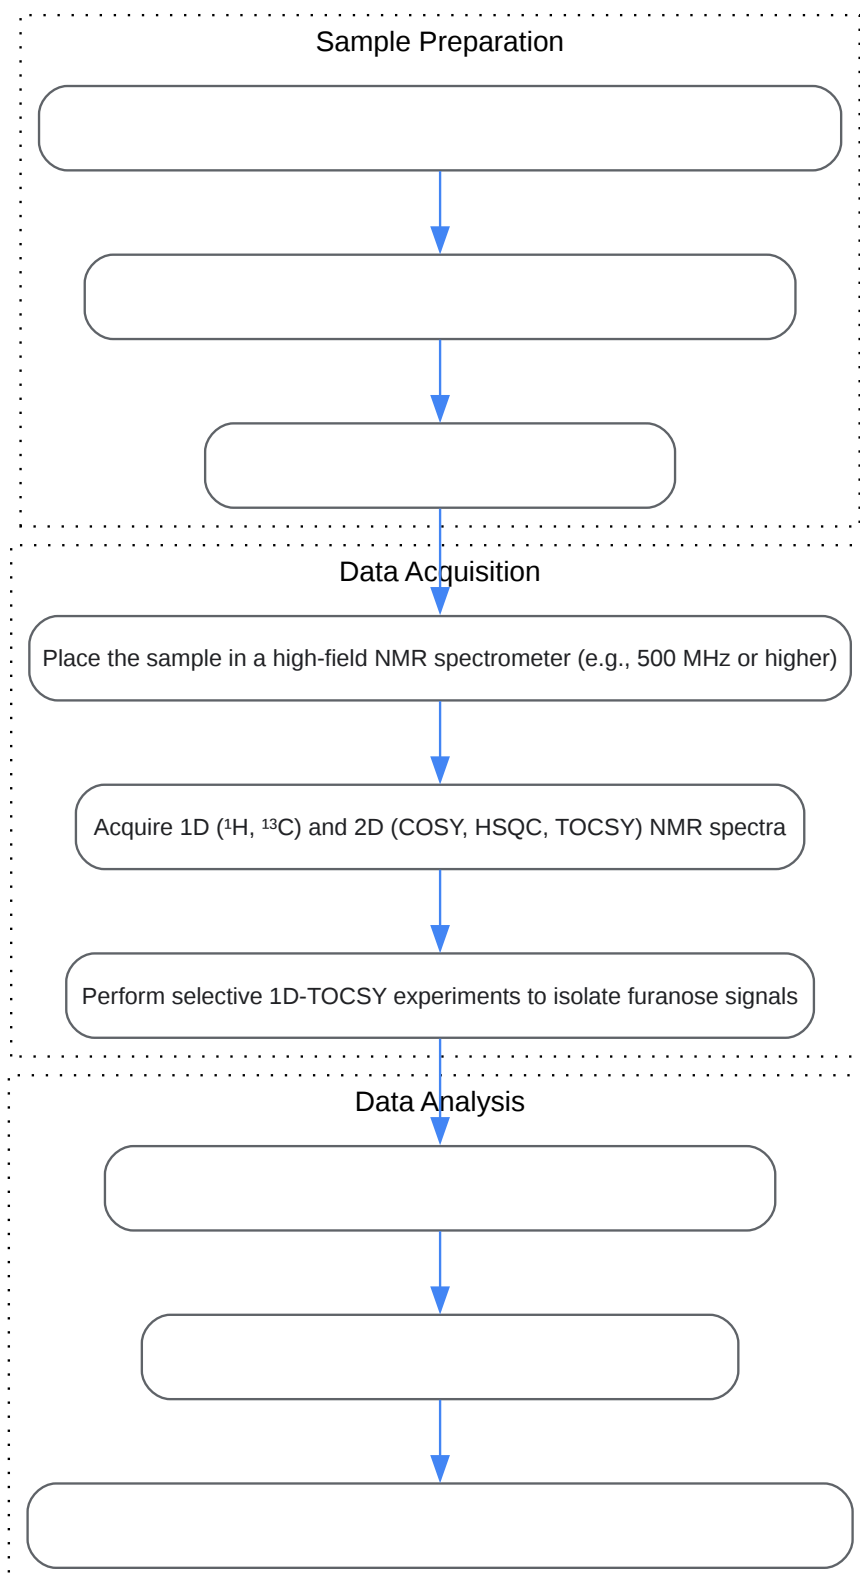 Sample Preparation
Data Acquisition
Place the sample in a high-field NMR spectrometer (e.g., 500 MHz or higher)
Acquire 1D (¹H, ¹³C) and 2D (COSY, HSQC, TOCSY) NMR spectra
Perform selective 1D-TOCSY experiments to isolate furanose signals
Data Analysis